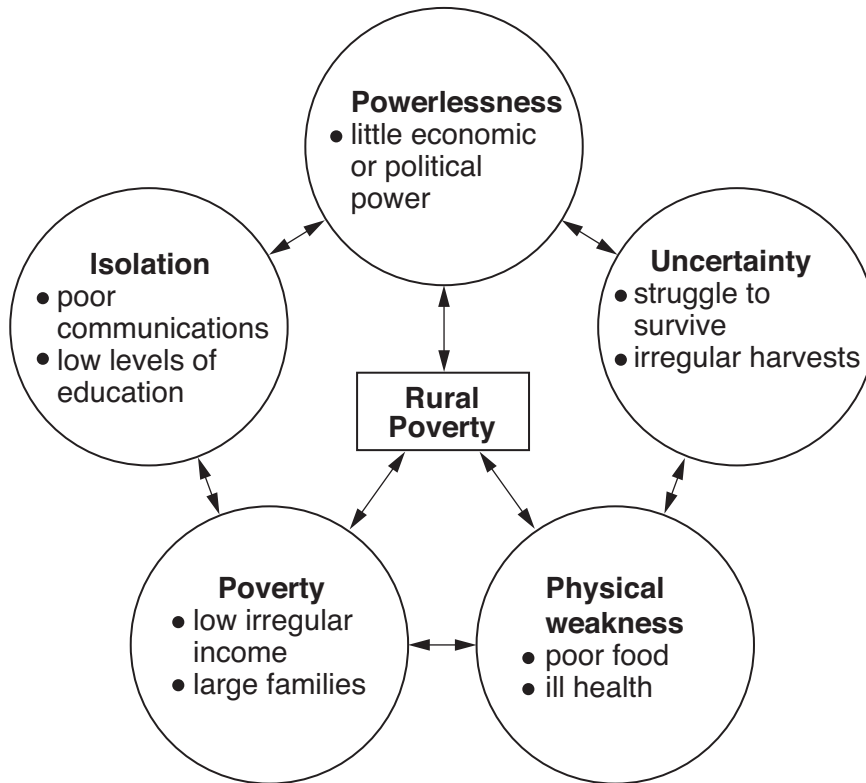 Powerlessness
● little economic
or political
power
Isolation
● poor
communications
● low levels of
education
Uncertainty
● struggle to
survive
● irregular harvests
Rural
Poverty
Poverty
● low irregular
income
● large families
Physical
weakness
● poor food
● ill health